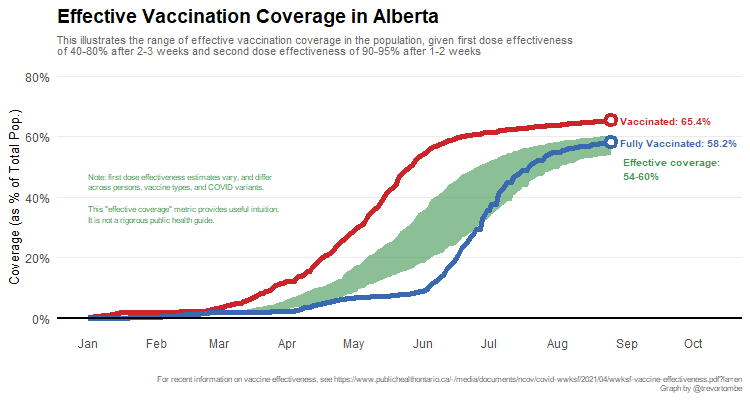 Effective Vaccination Coverage in Alberta
This illustrates the range of effective vaccination coverage in the population, given first dose effectiveness
of 40-80% after 2-3 weeks and second dose effectiveness of 90-95% after 1-2 weeks
Coverage (as % of Total Pop.)
80%
60%
40%
20%
0%
Vaccinated: 65.4%
Fully Vaccinated: 58.2%
Effective coverage:
54-60%
Note: first dose effectiveness estimates vary, and differ
across persons, vaccine types, and COVID variants.
This "effective coverage" metric provides useful intuition.
It is not a rigorous public health guide.
Jan Feb Mar Apr May Jun Jul Aug Sep Oct
For recent information on vaccine effectiveness, see https://www.publichealthontario.ca/-/media/documents/ncov/covid-wwksf/2021/04/wwksf-vaccine-effectiveness.pdf?la=en
Graph by @trevortombe